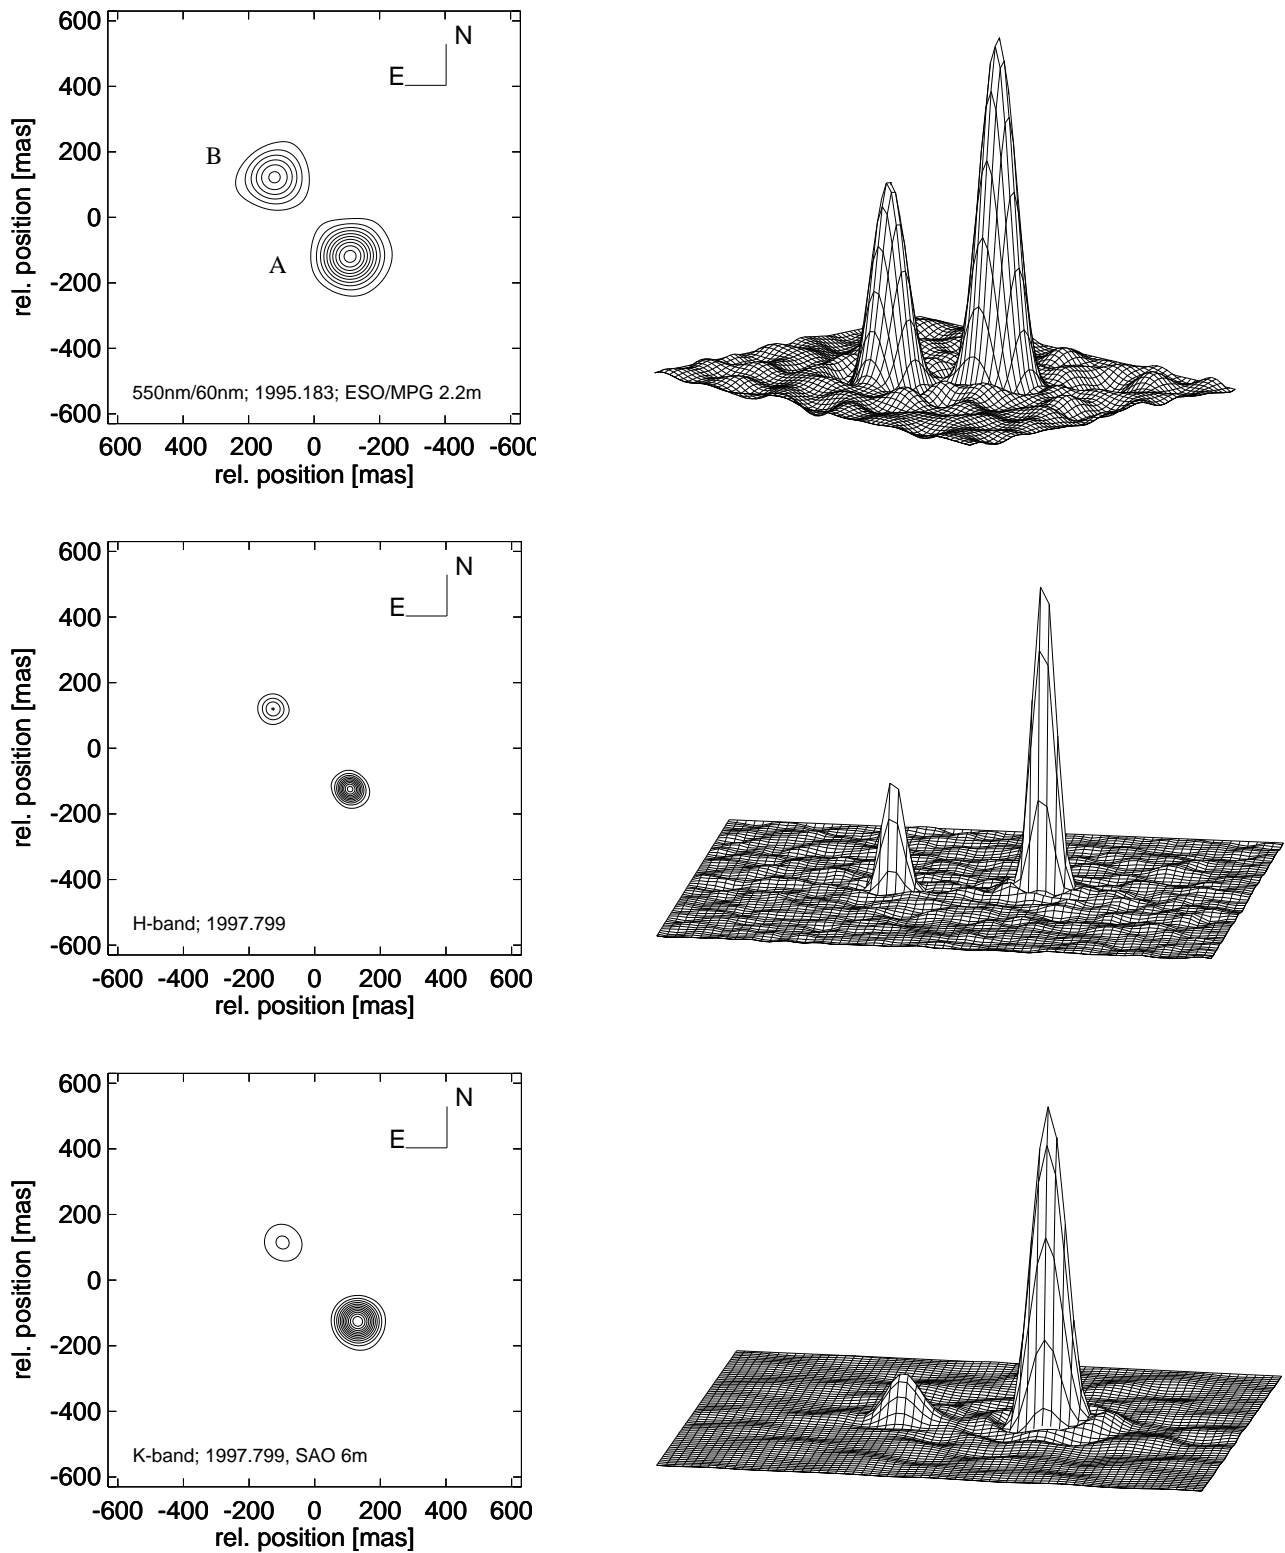 600
400
200
0
-200
-400
-600
rel. position [mas]
N
E
B
A
550nm/60nm; 1995.183; ESO/MPG 2.2m
600 400 200 0 -200 -400 -600
rel. position [mas]
600
400
200
0
-200
-400
-600
rel. position [mas]
N
E
H-band; 1997.799
-600 -400 -200 0 200 400 600
rel. position [mas]
600
400
200
0
-200
-400
-600
rel. position [mas]
N
E
K-band; 1997.799, SAO 6m
-600 -400 -200 0 200 400 600
rel. position [mas]